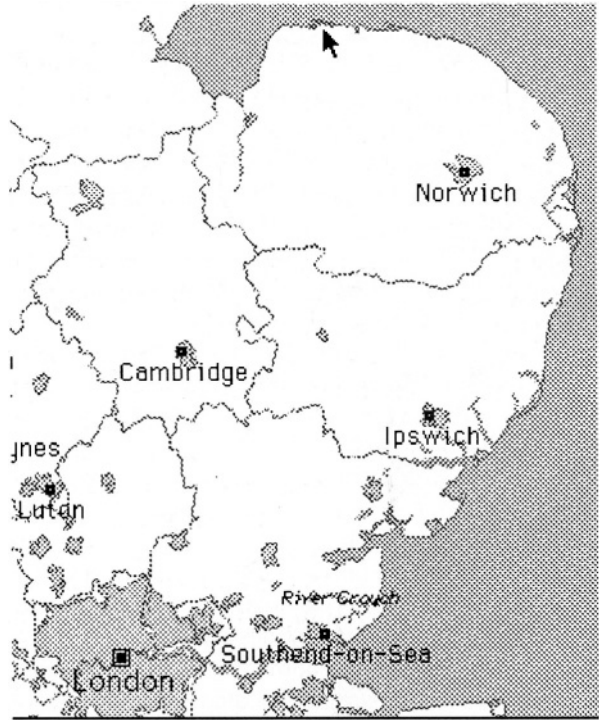 Norwich
Cambridge
Ipswich
ynes
Luton
River Crouch
Southend-on-Sea
London